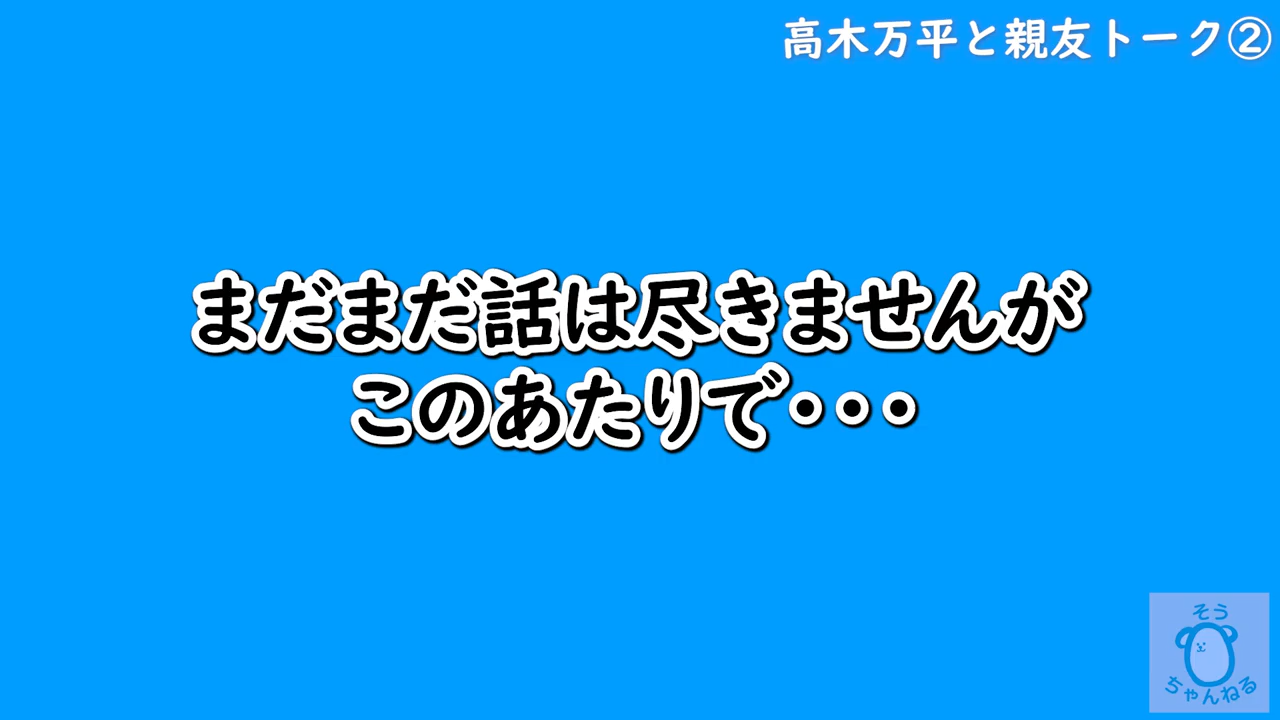 高木万平と親友トーク②
まだまだ話は尽きませんが
このあたりで・・・
そう
ちゃんねる